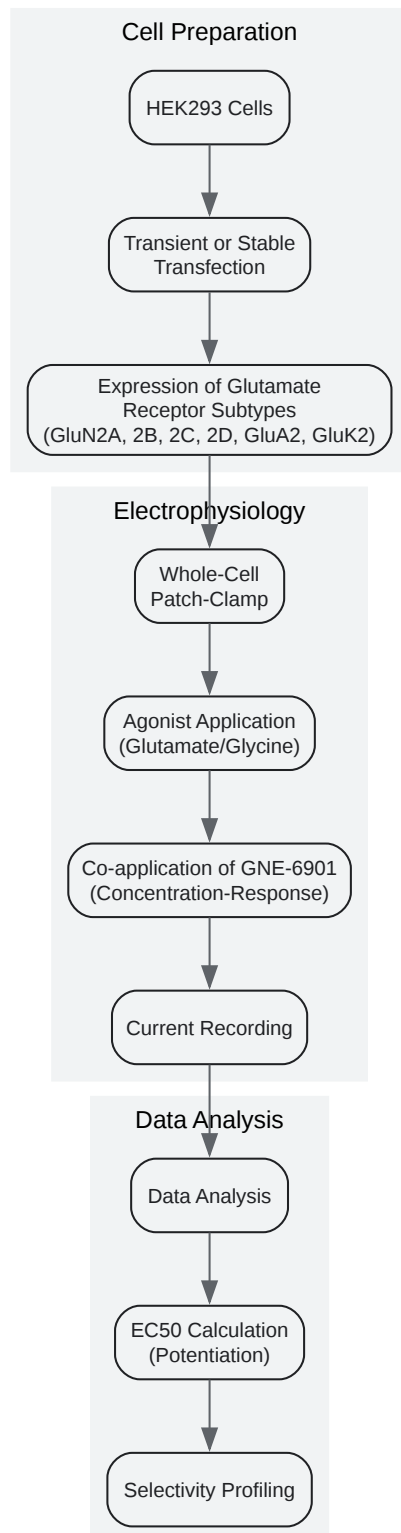 Cell Preparation
HEK293 Cells
Transient or Stable
Transfection
Expression of Glutamate
Receptor Subtypes
(GluN2A, 2B, 2C, 2D, GluA2, GluK2)
Electrophysiology
Whole-Cell
Patch-Clamp
Agonist Application
(Glutamate/Glycine)
Co-application of GNE-6901
(Concentration-Response)
Current Recording
Data Analysis
Data Analysis
EC50 Calculation
(Potentiation)
Selectivity Profiling